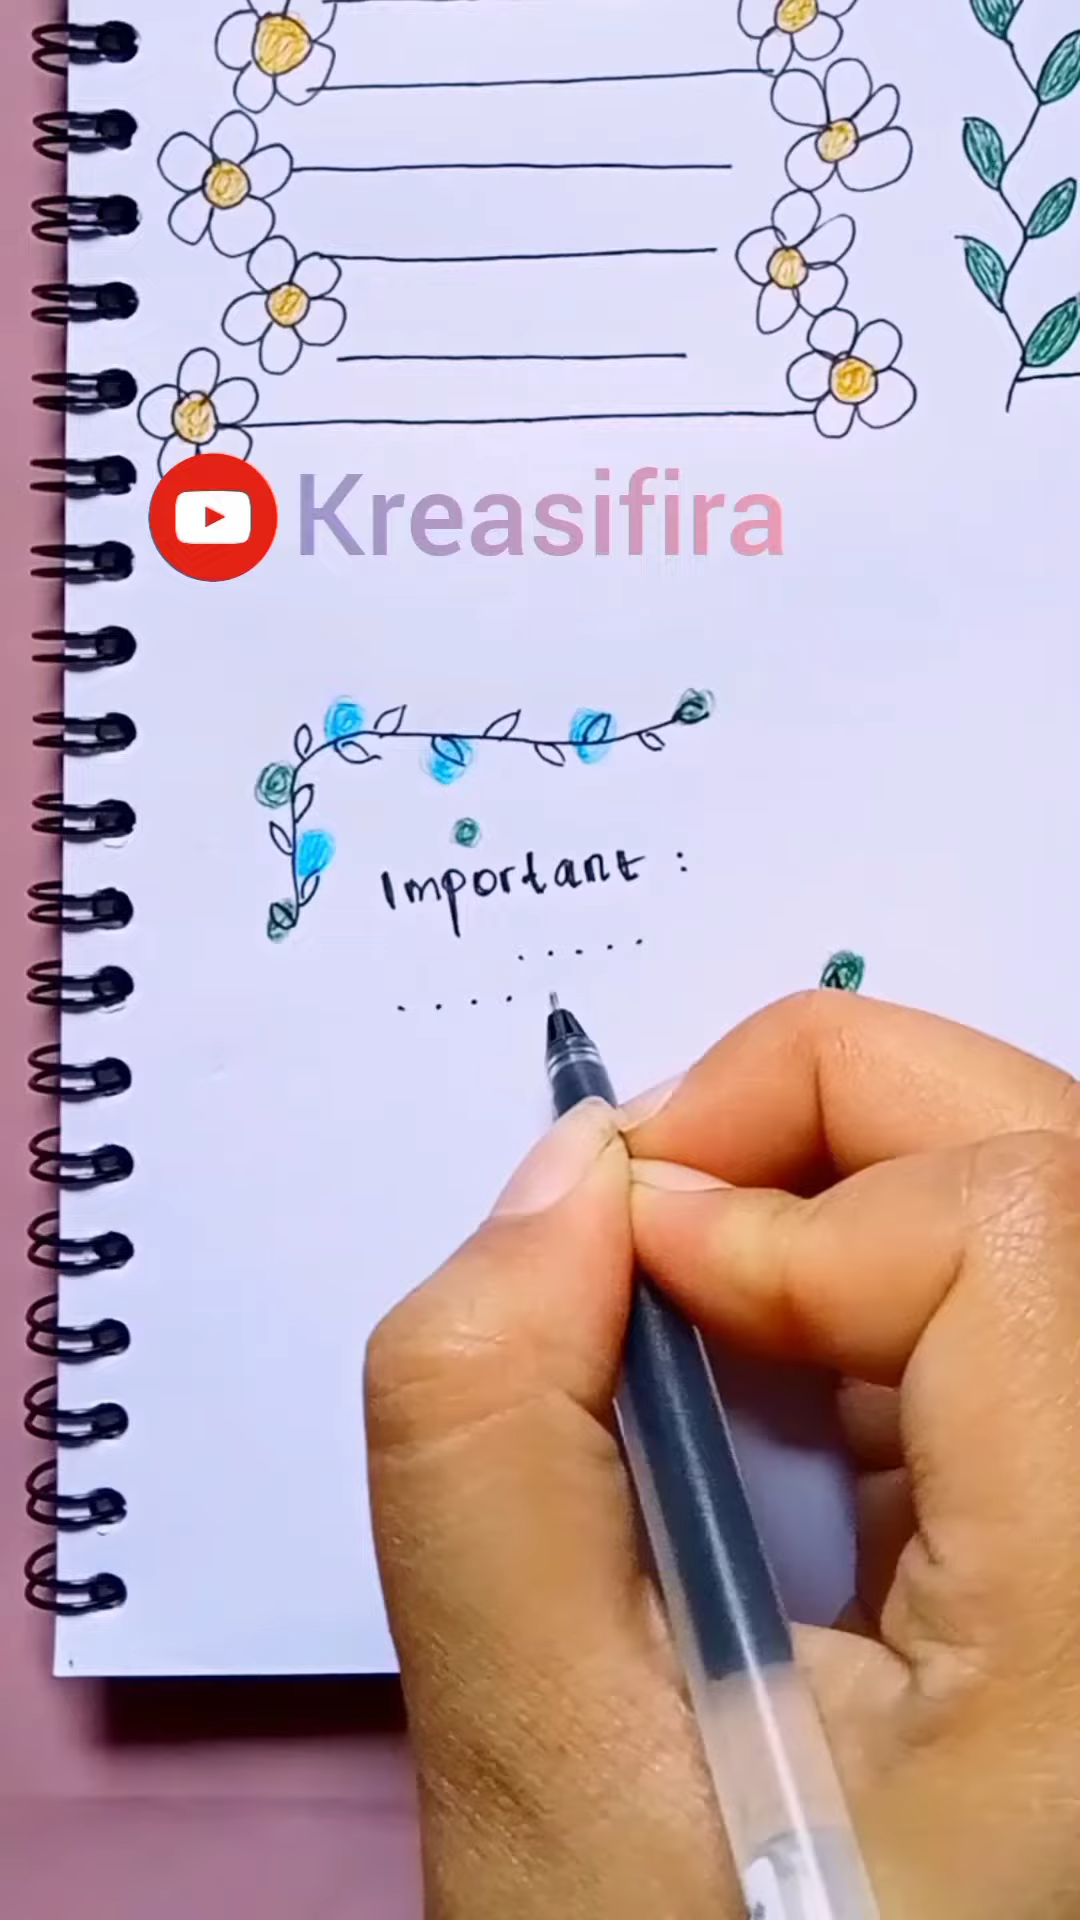 Kreasifira
Important :
. . . . .
. . . . .